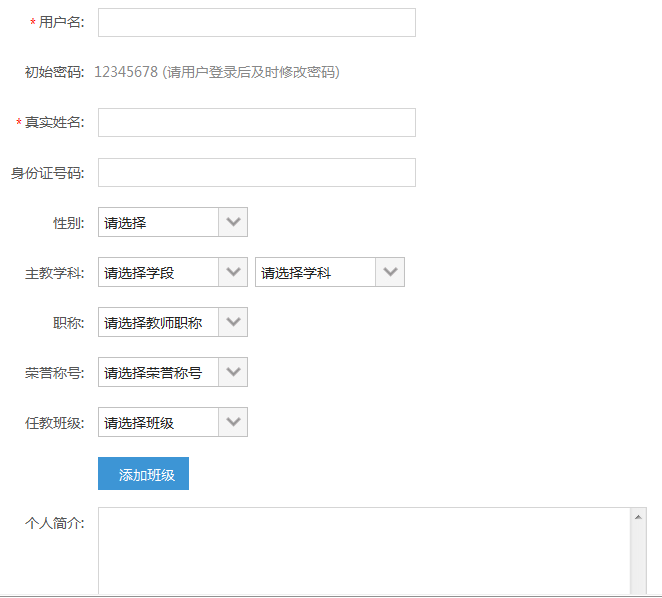 * 用户名:
初始密码: 12345678 (请用户登录后及时修改密码)
* 真实姓名:
身份证号码:
性别: 请选择
主教学科: 请选择学段 请选择学科
职称: 请选择教师职称
荣誉称号: 请选择荣誉称号
任教班级: 请选择班级
添加班级
个人简介: